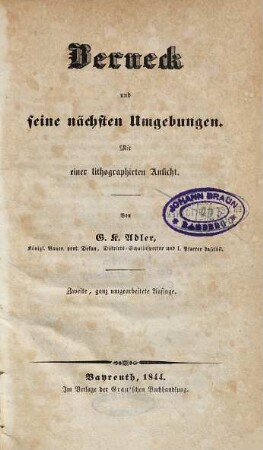 Berneck
und
seine nächsten Umgebungen.
Mit
einer lithographirten Ansicht.
Von
G. K. Adler,
Königl. Bayer. prot. Dekan, Districts-Schulinspector und I. Pfarrer daselbst.
JOHANN BRAUN
BAMBERG
Zweite, ganz umgearbeitete Auflage.
Bayreuth, 1844.
Im Verlage der Grau'schen Buchhandlung.